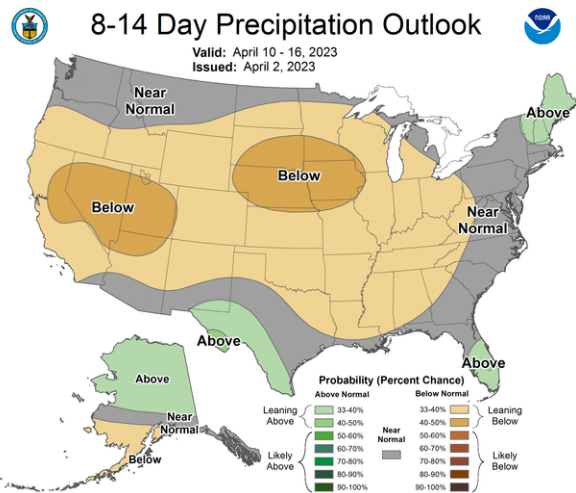 8-14 Day Precipitation Outlook
Valid: April 10 - 16, 2023
Issued: April 2, 2023
NOAA
Near
Normal
Above
Below
Below
Near
Normal
Above
Above
Above
Near
Normal
Below
Probability (Percent Chance)
Above Normal
Below Normal
Leaning
Above
33-40%
40-50%
Likely
Above
50-60%
60-70%
70-80%
80-90%
90-100%
Near
Normal
33-40%
40-50%
Leaning
Below
50-60%
60-70%
70-80%
80-90%
90-100%
Likely
Below